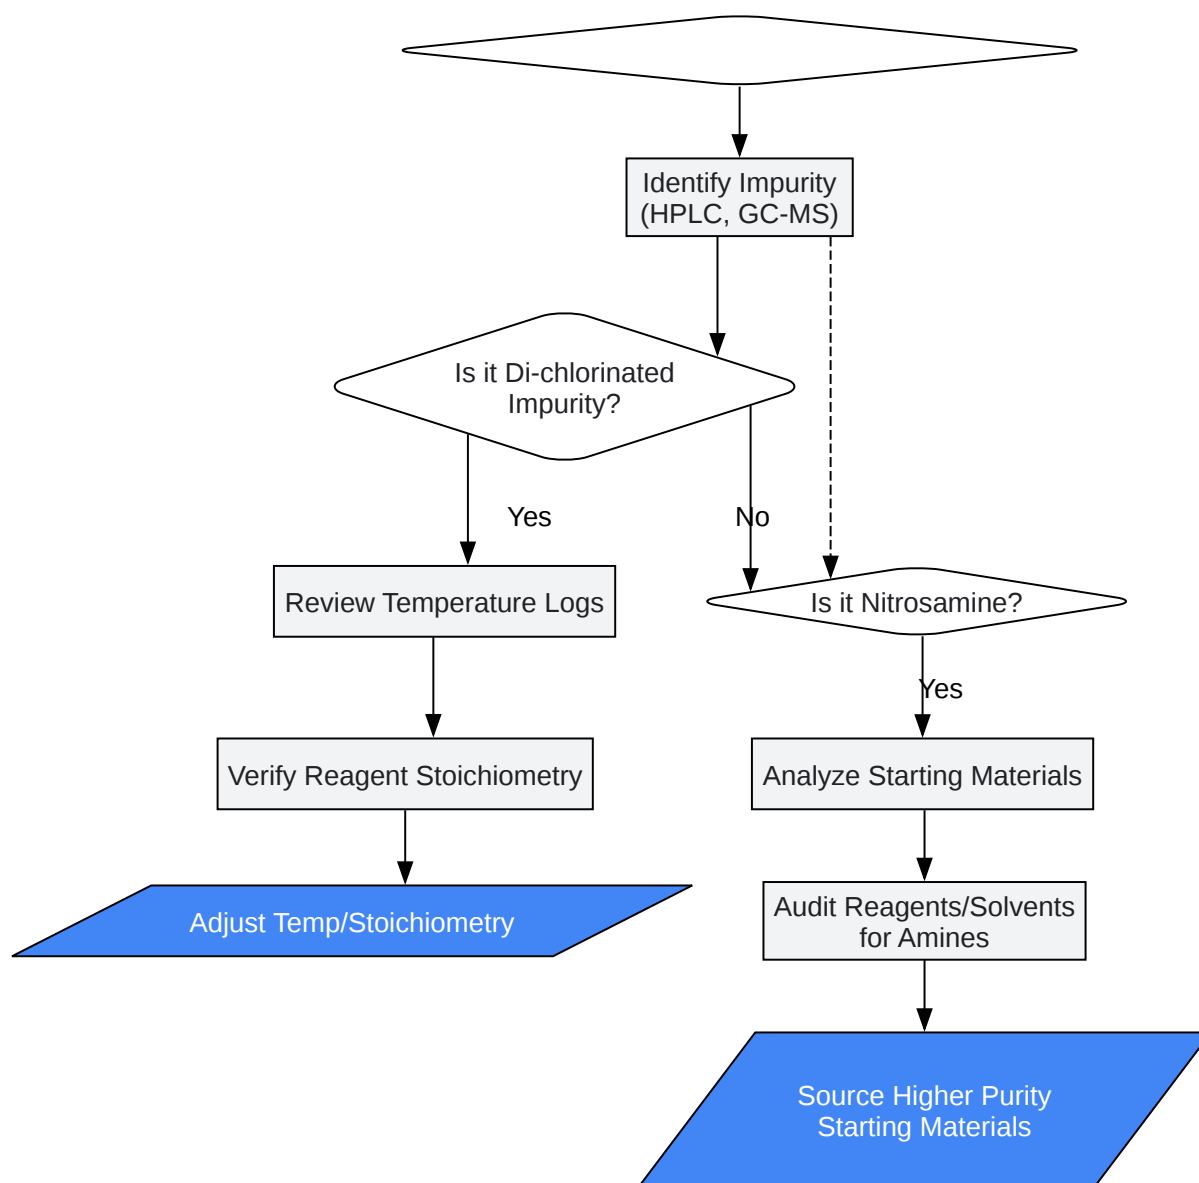 Identify Impurity
(HPLC, GC-MS)
Is it Di-chlorinated
Impurity?
Yes
No
Review Temperature Logs
Is it Nitrosamine?
Yes
Verify Reagent Stoichiometry
Analyze Starting Materials
Adjust Temp/Stoichiometry
Audit Reagents/Solvents
for Amines
Source Higher Purity
Starting Materials